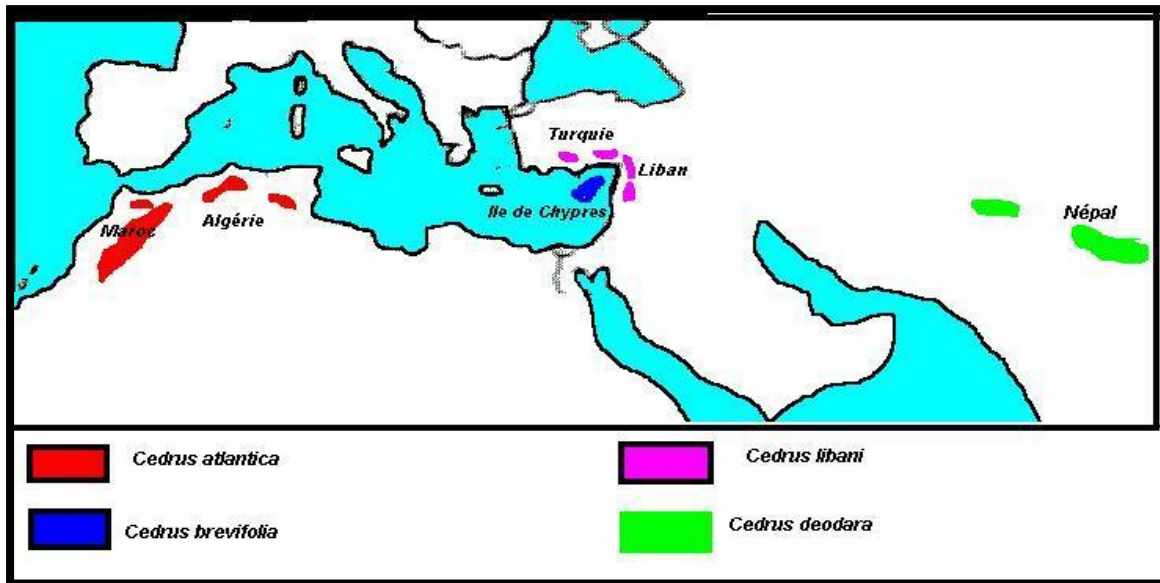 Turquie
Liban
Népal
Algérie
Ile de Chypres
Maroc
Cedrus atlantica
Cedrus libani
Cedrus brevifolia
Cedrus deodara